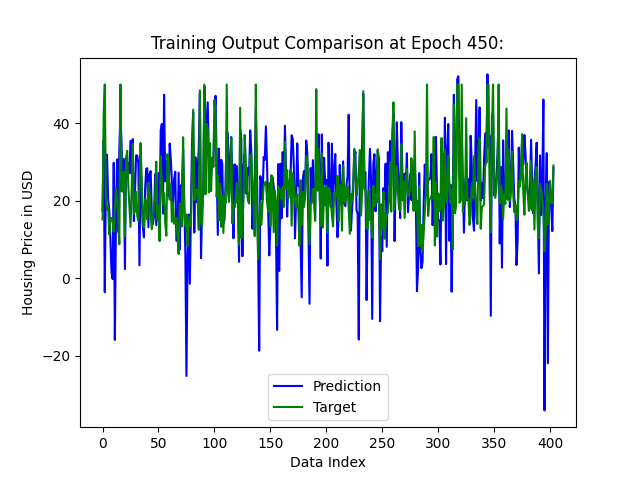 Training Output Comparison at Epoch 450:
Housing Price in USD
40
20
0
−20
Prediction
Target
0 50 100 150 200 250 300 350 400
Data Index